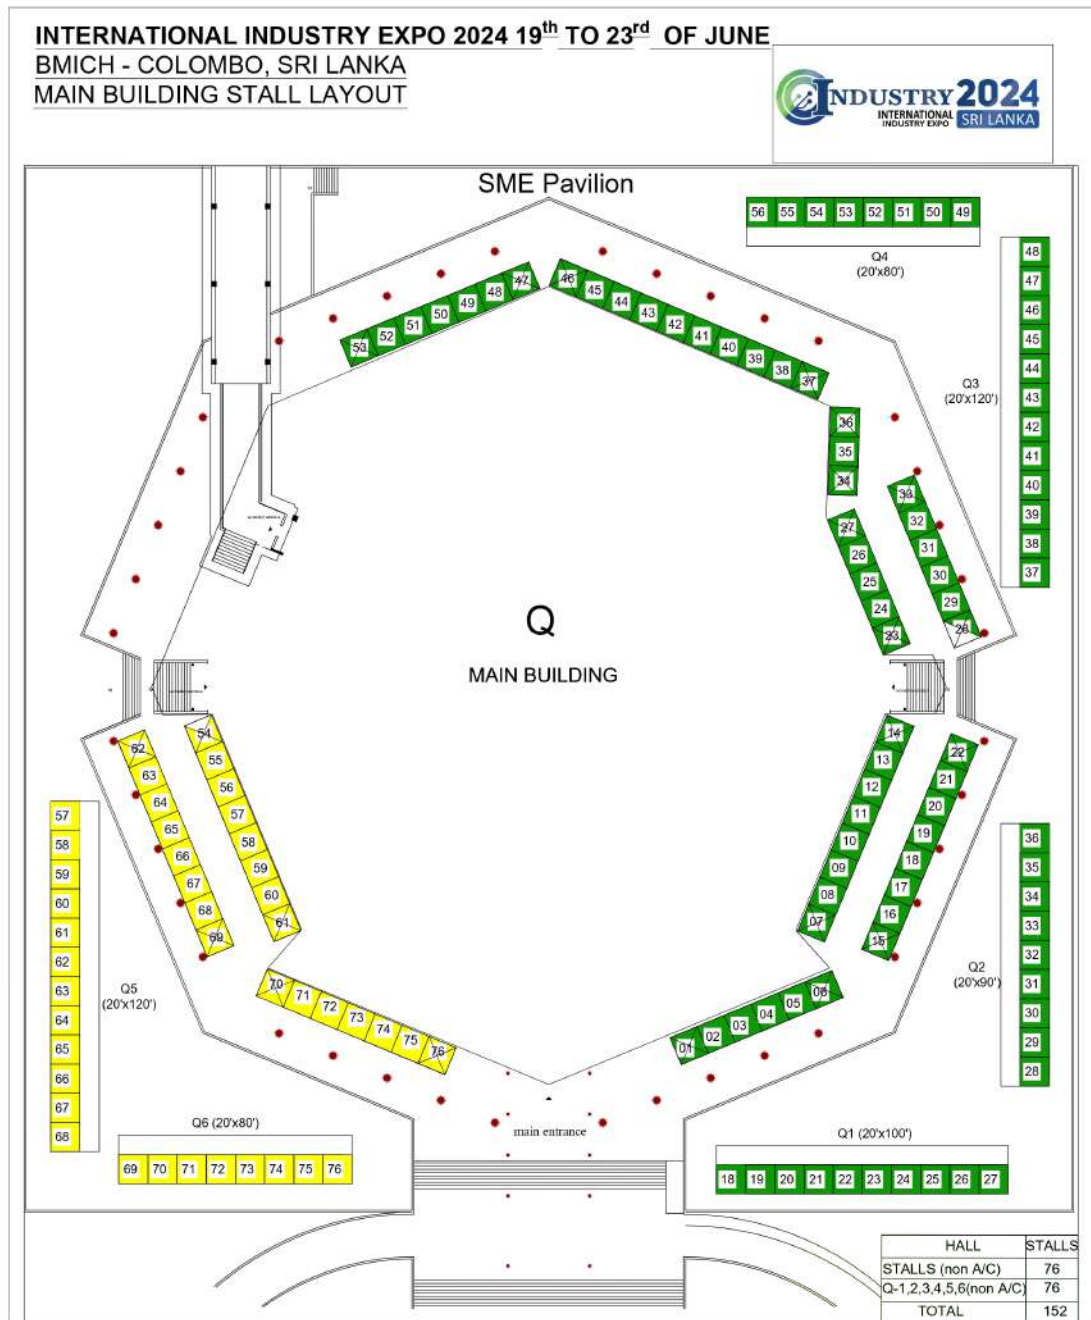 INTERNATIONAL INDUSTRY EXPO 2024 19th TO 23rd OF JUNE
BMICH - COLOMBO, SRI LANKA
MAIN BUILDING STALL LAYOUT
INDUSTRY 2024
INTERNATIONAL
INDUSTRY EXPO
SRI LANKA
SME Pavilion
56 55 54 53 52 51 50 49
Q4
(20'x80')
48
47
46
45
44
43
42
41
40
39
38
37
Q3
(20'x120')
53 52 51 50 49 48 47
46 45 44 43 42 41 40 39 38 37
36
35
34
33
32
31
30
29
28
27
26
25
24
23
Q
MAIN BUILDING
62
63
64
65
66
67
68
69
54
55
56
57
58
59
60
61
14
13
12
11
10
09
08
07
22
21
20
19
18
17
16
15
57
58
59
60
61
62
63
64
65
66
67
68
Q5
(20'x120')
36
35
34
33
32
31
30
29
28
Q2
(20'x90')
70 71 72 73 74 75 76
01 02 03 04 05 06
main entrance
Q6 (20'x80')
69 70 71 72 73 74 75 76
Q1 (20'x100')
18 19 20 21 22 23 24 25 26 27
HALL STALLS
STALLS (non A/C) 76
Q-1,2,3,4,5,6(non A/C) 76
TOTAL 152